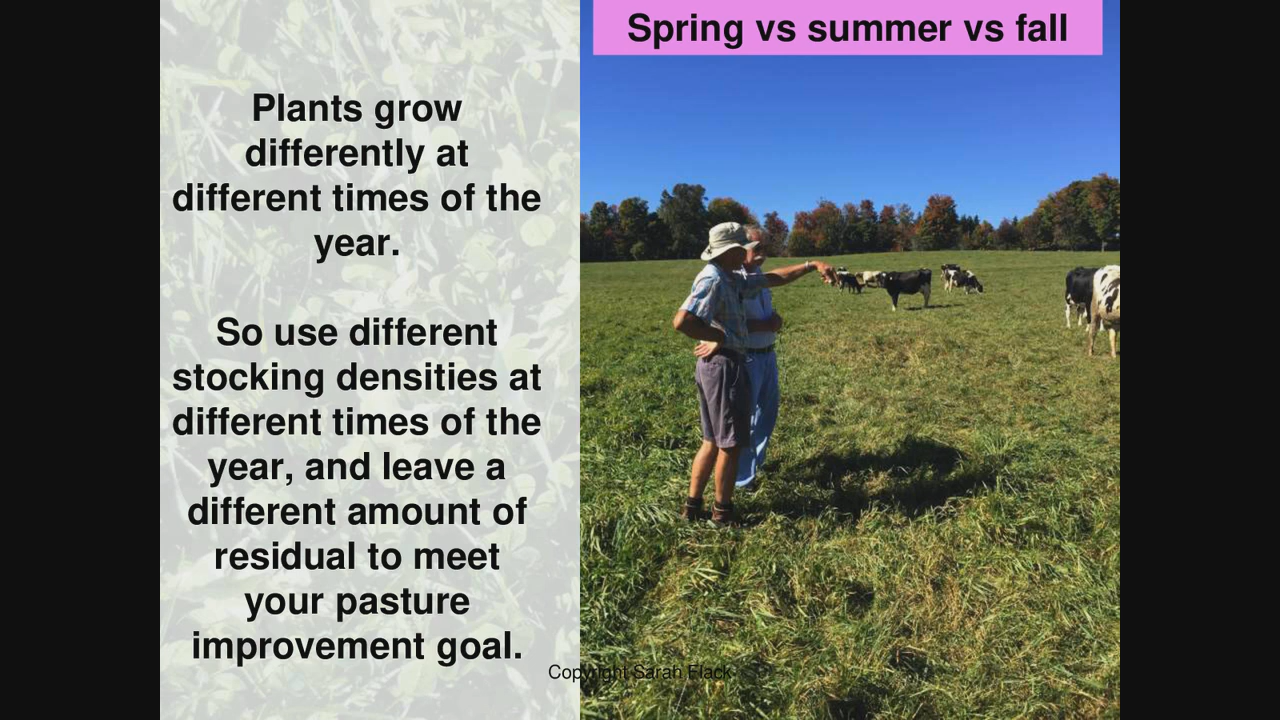 Spring vs summer vs fall
Plants grow
differently at
different times of the
year.
So use different
stocking densities at
different times of the
year, and leave a
different amount of
residual to meet
your pasture
improvement goal.
Copyright Sarah Flack